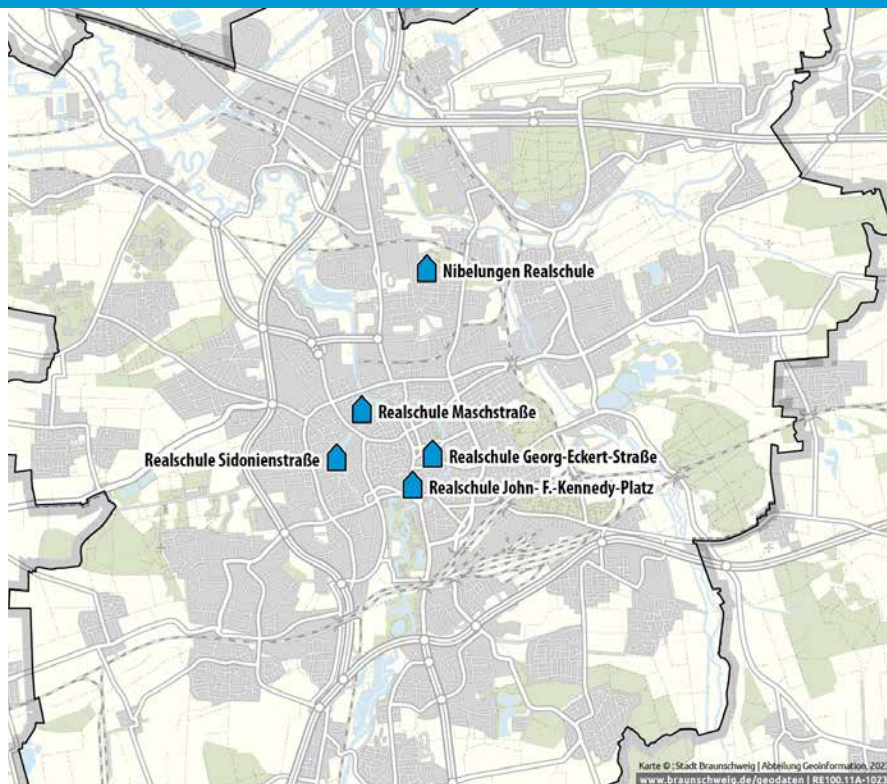 Nibelungen Realschule
Realschule Maschstraße
Realschule Sidonienstraße
Realschule Georg-Eckert-Straße
Realschule John- F.-Kennedy-Platz
Karte © : Stadt Braunschweig | Abteilung Geoinformation, 202
www.braunschweig.de/geodaten | RE100.11A-102